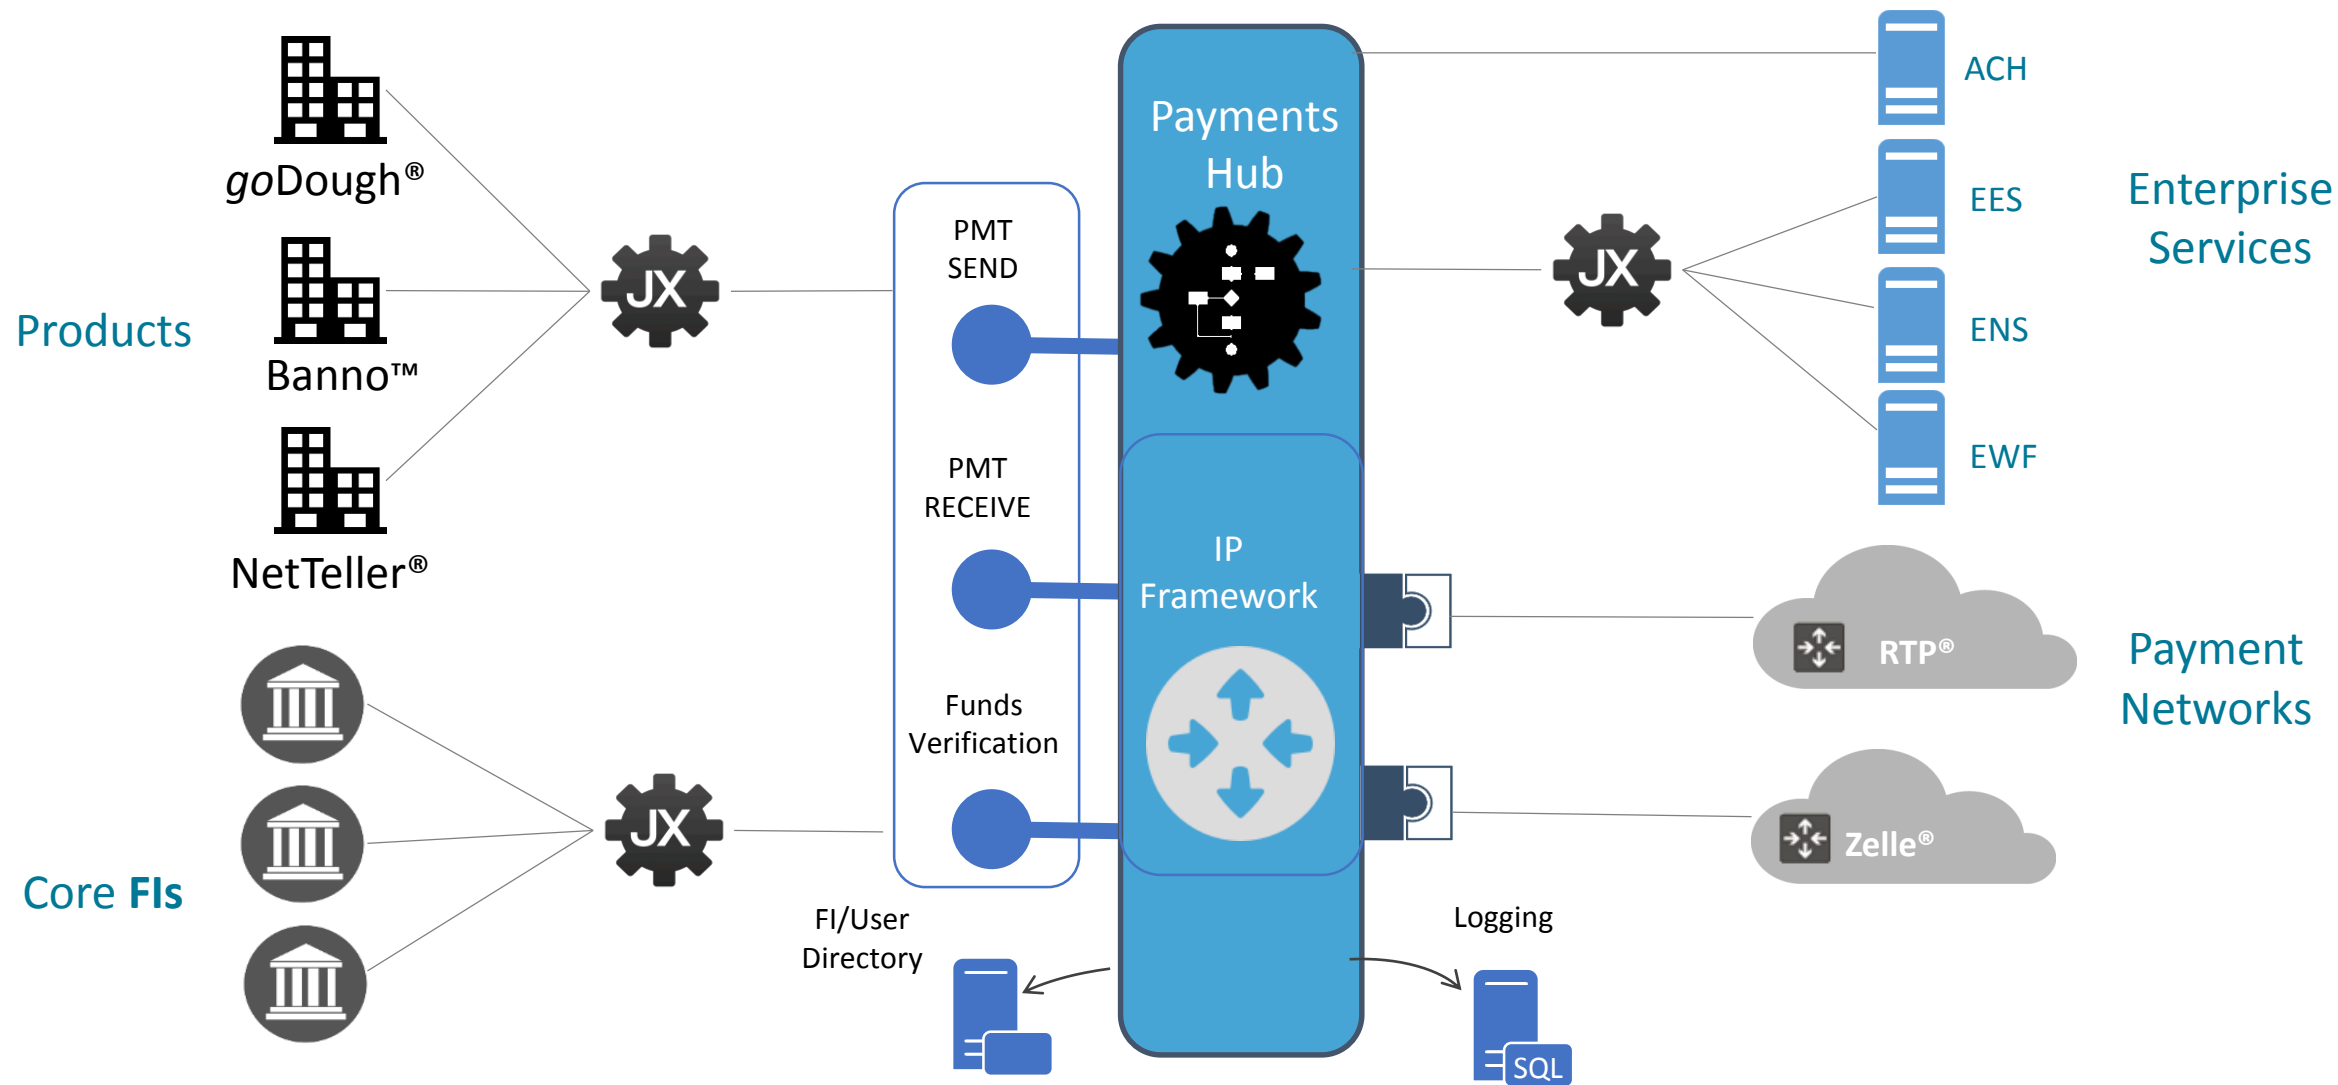 Products
goDough®
Banno™
NetTeller®
Core FIs
JX
JX
PMT
SEND
PMT
RECEIVE
Funds
Verification
FI/User
Directory
Payments
Hub
IP
Framework
Logging
SQL
JX
ACH
EES
ENS
EWF
Enterprise
Services
RTP®
Zelle®
Payment
Networks